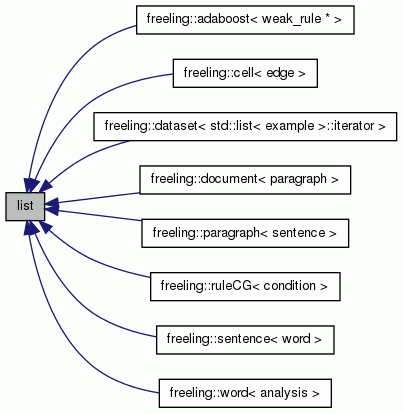 freeling::adaboost< weak_rule * >
freeling::cell< edge >
freeling::dataset< std::list< example >::iterator >
freeling::document< paragraph >
list
freeling::paragraph< sentence >
freeling::ruleCG< condition >
freeling::sentence< word >
freeling::word< analysis >